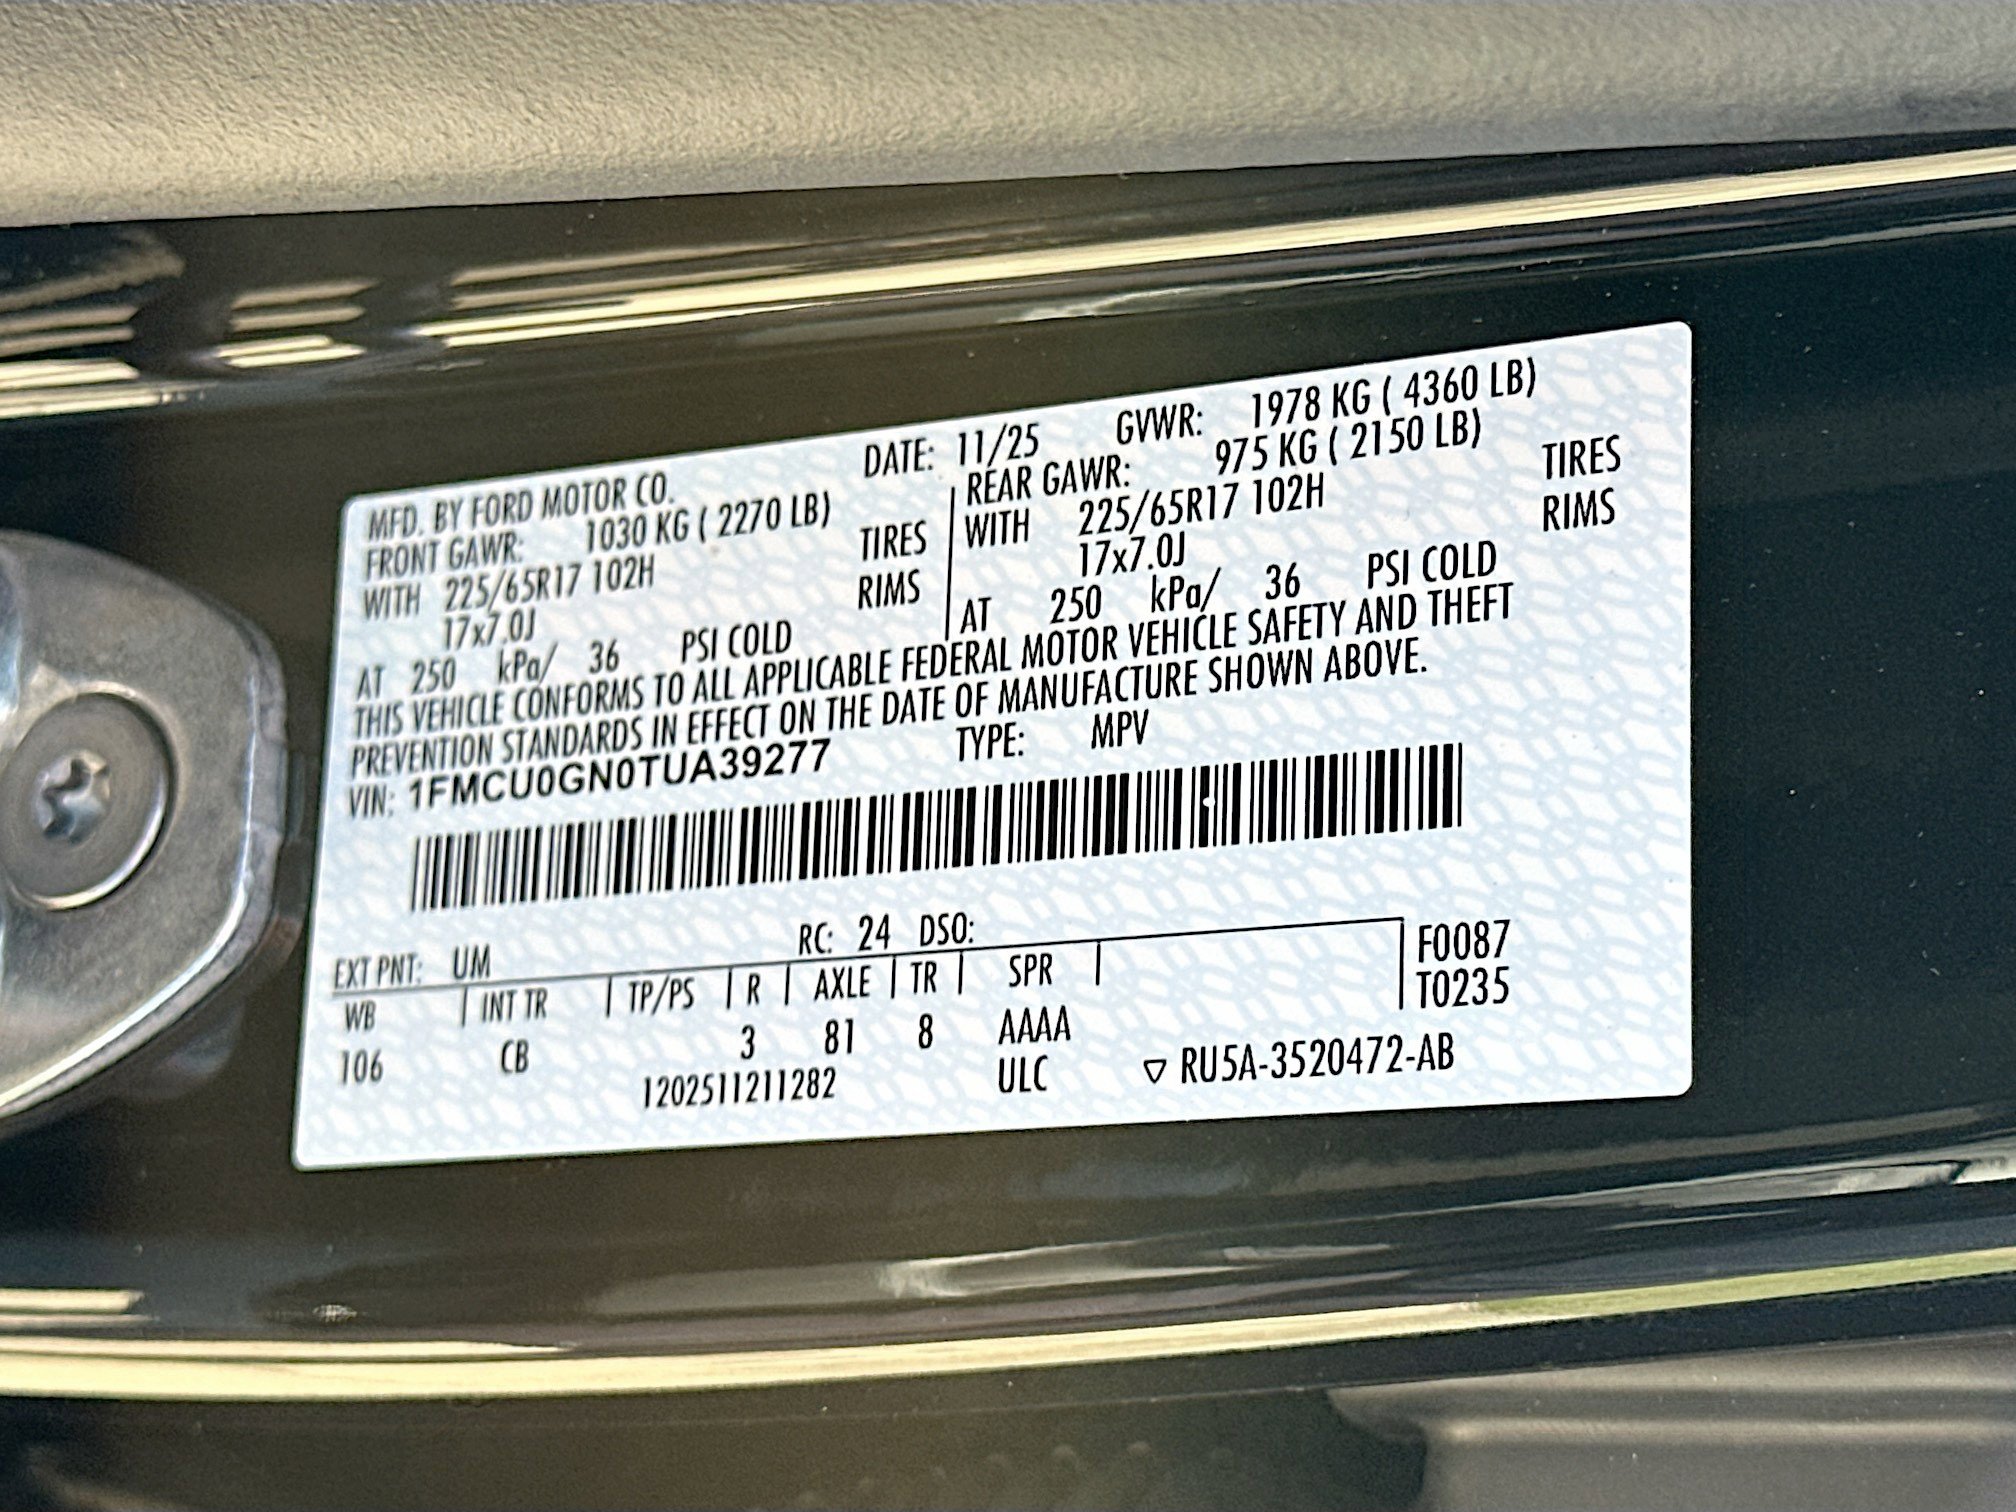 MFD. BY FORD MOTOR CO. DATE: 11/25 GVWR: 1978 KG ( 4360 LB)
FRONT GAWR: 1030 KG ( 2270 LB) REAR GAWR: 975 KG ( 2150 LB)
WITH 225/65R17 102H TIRES WITH 225/65R17 102H TIRES
17x7.0J RIMS 17x7.0J RIMS
AT 250 kPa/ 36 PSI COLD AT 250 kPa/ 36 PSI COLD
THIS VEHICLE CONFORMS TO ALL APPLICABLE FEDERAL MOTOR VEHICLE SAFETY AND THEFT
PREVENTION STANDARDS IN EFFECT ON THE DATE OF MANUFACTURE SHOWN ABOVE.
VIN: 1FMCU0GN0TUA39277 TYPE: MPV
EXT PNT: UM RC: 24 DSO: F0087
WB INT TR TP/PS R AXLE TR SPR T0235
106 CB 3 81 8 AAAA
1202511211282 ULC ▽ RU5A-3520472-AB